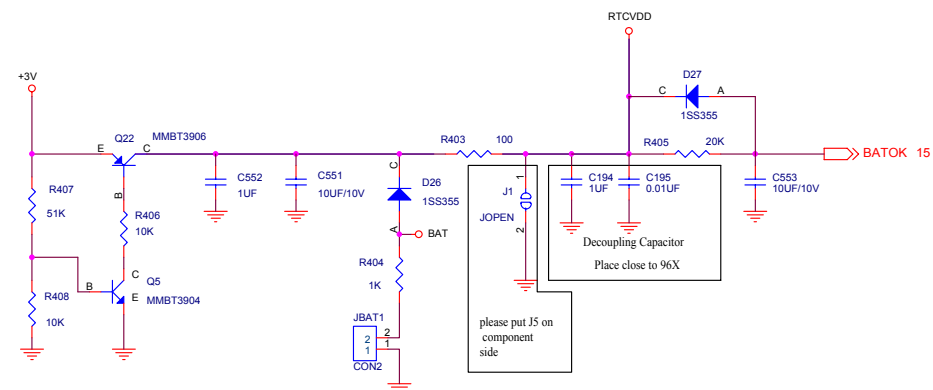 RTCVDD
+3V
D27
C
A
1SS355
Q22
MMBT3906
E
C
B
R403
100
R405
20K
BATOK 15
R407
51K
R406
10K
C552
1UF
C551
10UF/10V
C
D26
1SS355
A
BAT
1
J1
JOPEN
2
C194
1UF
C195
0.01UF
C553
10UF/10V
Decoupling Capacitor
Place close to 96X
R408
10K
B
C
Q5
E
MMBT3904
R404
1K
JBAT1
2
1
2
1
CON2
please put J5 on
component
side